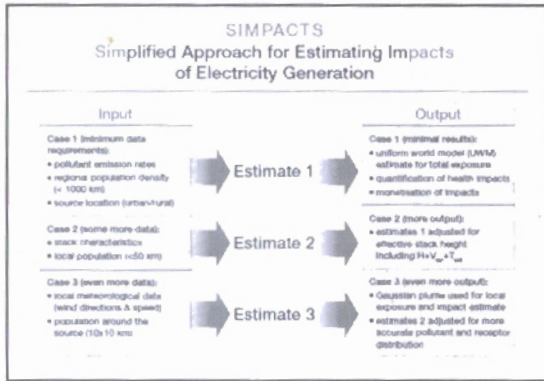 SIMPACTS
Simplified Approach for Estimating Impacts
of Electricity Generation
Input
Case 1 (minimum data
requirements):
• pollutant emission rates
• regional population density
(< 1000 km)
• source location (urban/rural)
Estimate 1
Output
Case 1 (minimal results):
• uniform world model (UWM)
estimate for total exposure
• quantification of health impacts
• monetisation of impacts
Case 2 (some more data):
• stack characteristics
• local population (<50 km)
Estimate 2
Case 2 (more output):
• estimates 1 adjusted for
effective stack height
including
Case 3 (even more data):
• local meteorological data
(wind directions & speed)
• population around the
source (10x10 km)
Estimate 3
Case 3 (even more output):
• Gaussian plume used for local
exposure and impact estimate
• estimates 2 adjusted for more
accurate pollutant and receptor
distribution